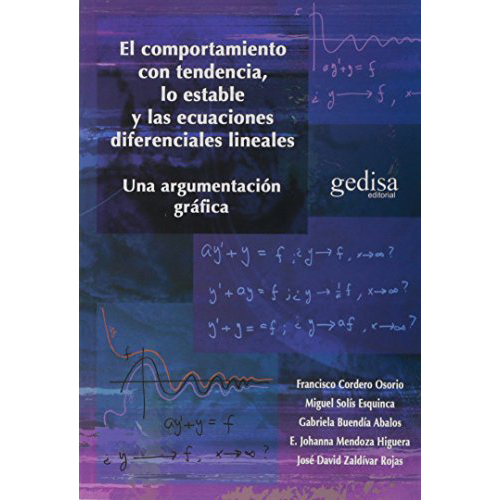 El comportamiento
con tendencia,
lo estable
y las ecuaciones
diferenciales lineales
Una argumentación
gráfica
ay'+y = f
¿ y → f, x
gedisa
editorial
ay' + y = f ; ¿ y → f, x→∞?
y' + ay = f ; ¿ y → ½ f, x→∞?
y' + y = af ; ¿ y → af, x→∞?
f
ay' + y = f
¿ y → f, x→∞?
Francisco Cordero Osorio
Miguel Solís Esquinca
Gabriela Buendía Abalos
E. Johanna Mendoza Higuera
José David Zaldívar Rojas